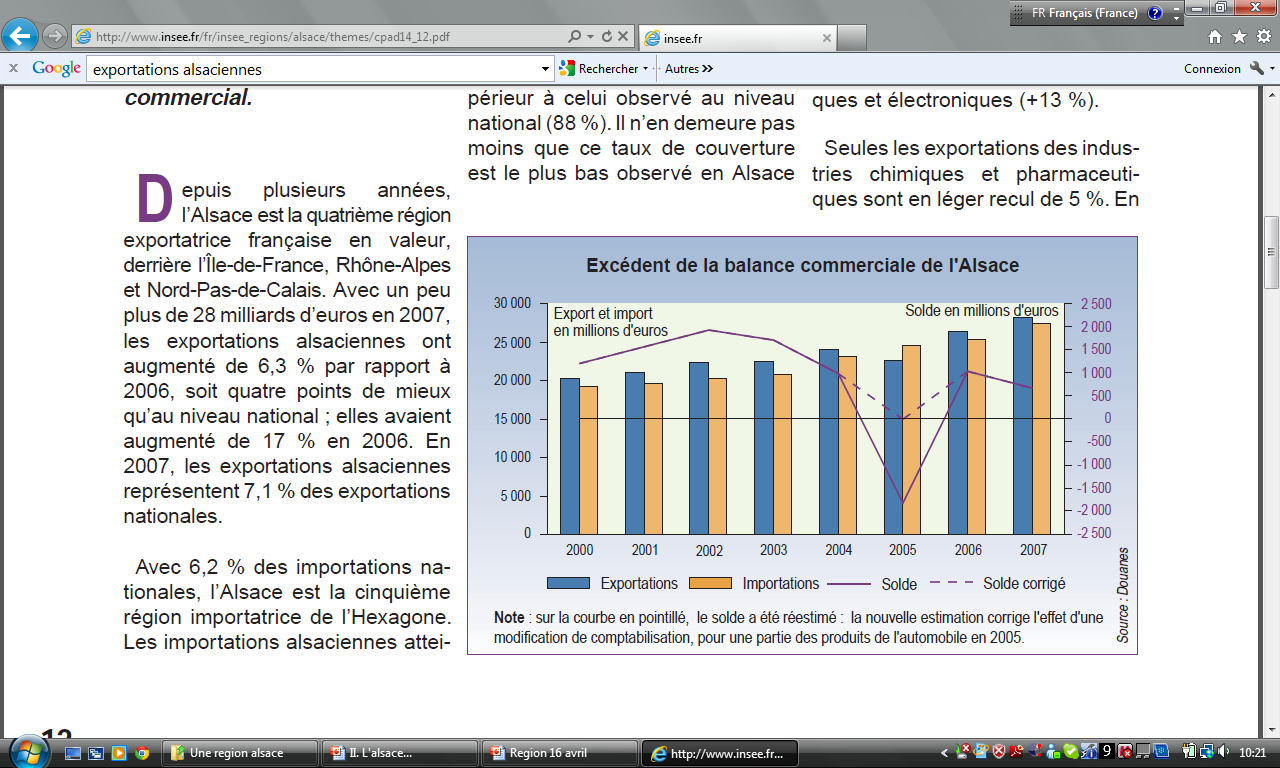 FR Français (France)
http://www.insee.fr/fr/insee_regions/alsace/themes/cpad14_12.pdf
insee.fr
x Google exportations alsaciennes Rechercher Autres >> Connexion
commercial.
Depuis plusieurs années,
l'Alsace est la quatrième région
exportatrice française en valeur,
derrière l'Île-de-France, Rhône-Alpes
et Nord-Pas-de-Calais. Avec un peu
plus de 28 milliards d'euros en 2007,
les exportations alsaciennes ont
augmenté de 6,3 % par rapport à
2006, soit quatre points de mieux
qu'au niveau national ; elles avaient
augmenté de 17 % en 2006. En
2007, les exportations alsaciennes
représentent 7,1 % des exportations
nationales.
Avec 6,2 % des importations na-
tionales, l'Alsace est la cinquième
région importatrice de l'Hexagone.
Les importations alsaciennes attei-
périeur à celui observé au niveau
national (88 %). Il n'en demeure pas
moins que ce taux de couverture
est le plus bas observé en Alsace
ques et électroniques (+13 %).
Seules les exportations des indus-
tries chimiques et pharmaceuti-
ques sont en léger recul de 5 %. En
Excédent de la balance commerciale de l'Alsace
Export et import
en millions d'euros
Solde en millions d'euros
30 000
25 000
20 000
15 000
10 000
5 000
0
2 500
2 000
1 500
1 000
500
0
-500
-1 000
-1 500
-2 000
-2 500
2000 2001 2002 2003 2004 2005 2006 2007
Exportations Importations Solde Solde corrigé
Note : sur la courbe en pointillé, le solde a été réestimé : la nouvelle estimation corrige l'effet d'une
modification de comptabilisation, pour une partie des produits de l'automobile en 2005.
Source : Douanes
Une region alsace
II. L'alsace...
Region 16 avril
http://www.insee.fr...
9
10:21